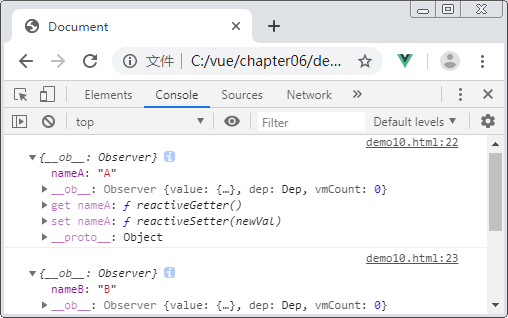 Document
文件 C:/vue/chapter06/de...
Elements Console Sources Network »
top Filter Default levels
demo10.html:22
{__ob__: Observer} i
nameA: "A"
__ob__: Observer {value: {…}, dep: Dep, vmCount: 0}
get nameA: ƒ reactiveGetter()
set nameA: ƒ reactiveSetter(newVal)
__proto__: Object
demo10.html:23
{__ob__: Observer} i
nameB: "B"
__ob__: Observer {value: {…}, dep: Dep, vmCount: 0}